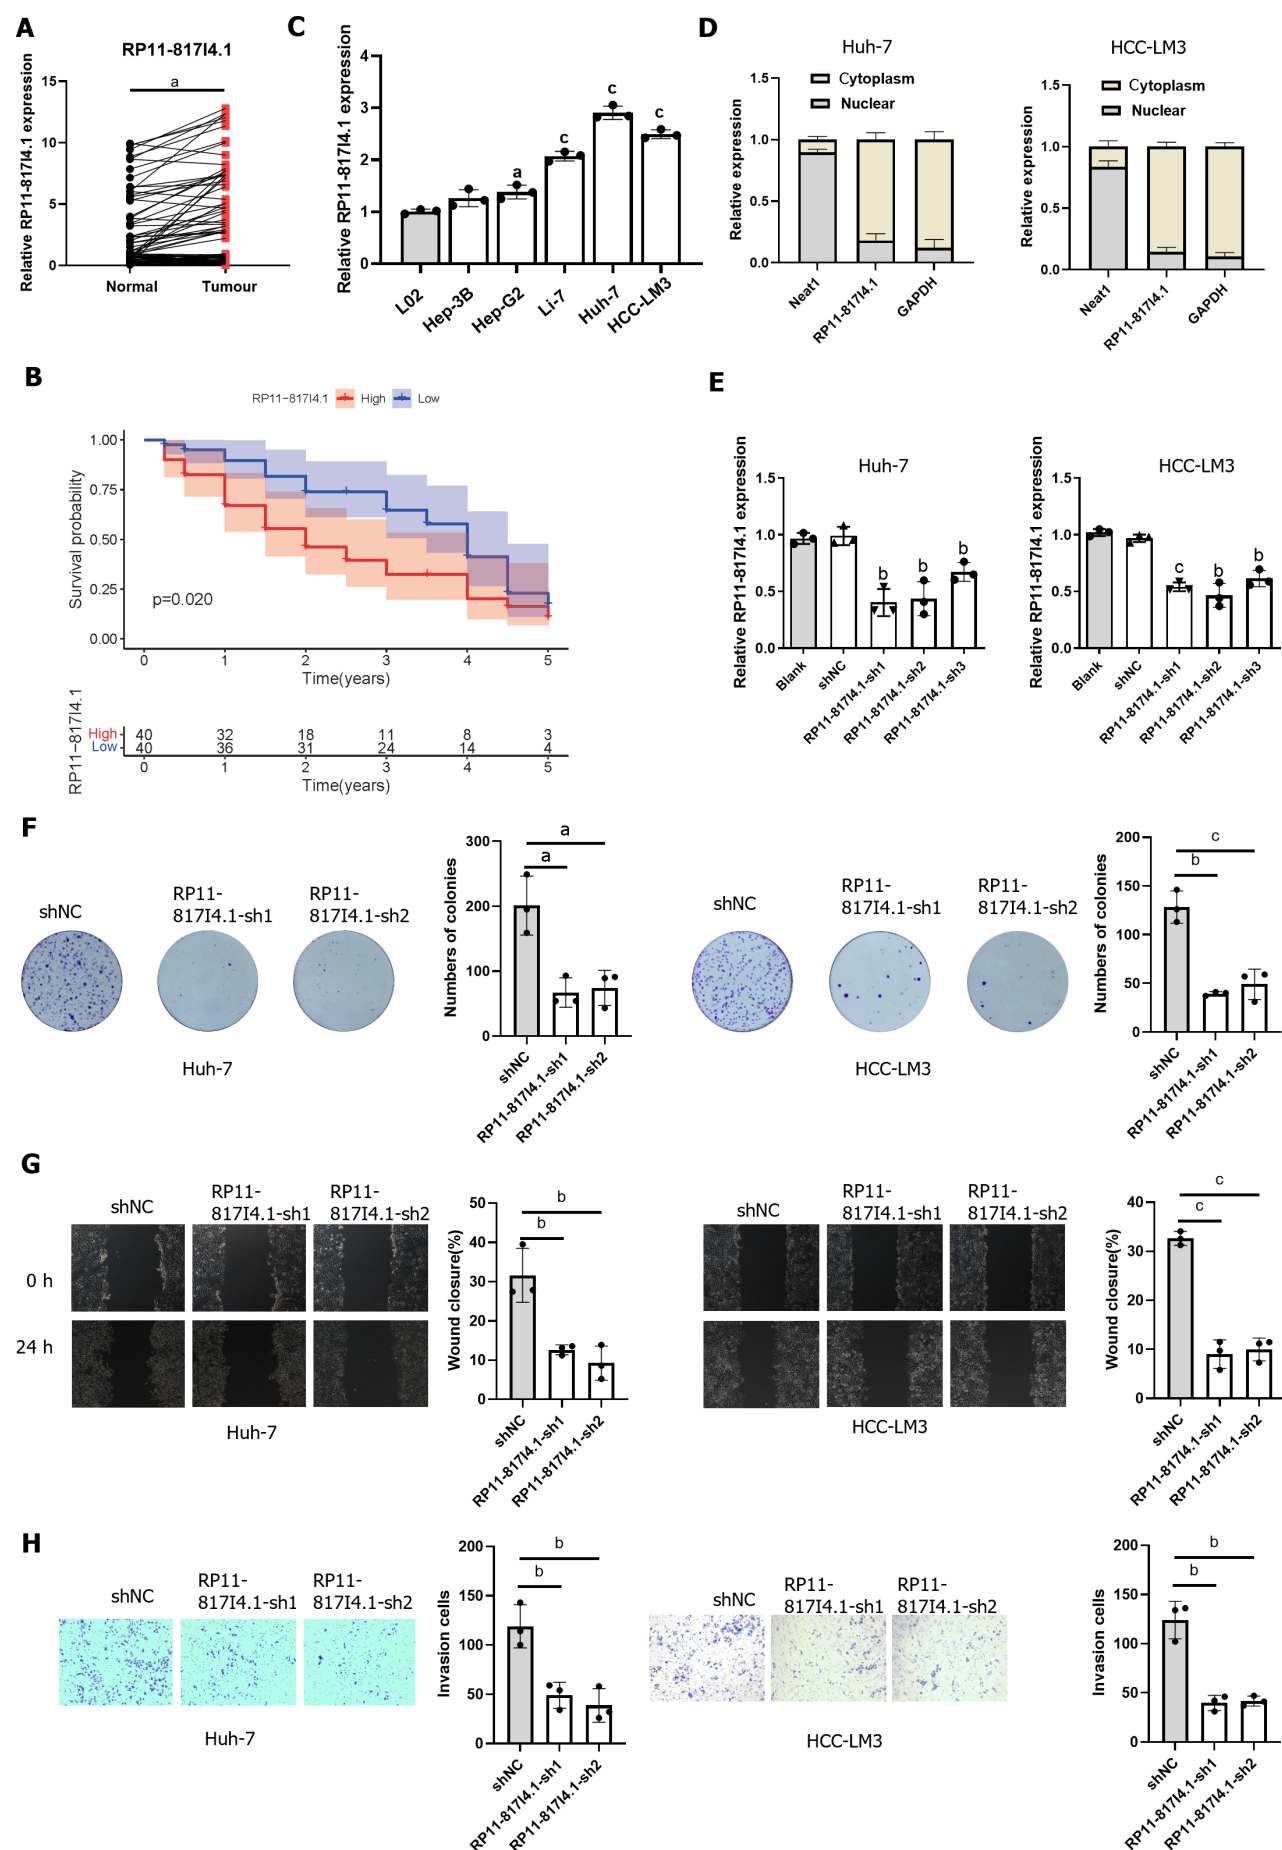 A
RP11-817I4.1
a
Relative RP11-817I4.1 expression
15
10
5
0
Normal
Tumour
C
Relative RP11-817I4.1 expression
4
3
2
1
0
a
c
c
c
L02
Hep-3B
Hep-G2
Li-7
Huh-7
HCC-LM3
D
Huh-7
Cytoplasm
Nuclear
Relative expression
1.5
1.0
0.5
0.0
Neat1
RP11-817I4.1
GAPDH
HCC-LM3
Cytoplasm
Nuclear
Relative expression
1.5
1.0
0.5
0.0
Neat1
RP11-817I4.1
GAPDH
B
RP11−817I4.1
High
Low
Survival probability
1.00
0.75
0.50
0.25
0.00
p=0.020
0 1 2 3 4 5
Time(years)
RP11−817I4.1
High 40 32 18 11 8 3
Low 40 36 31 24 14 4
0 1 2 3 4 5
Time(years)
E
Huh-7
Relative RP11-817I4.1 expression
1.5
1.0
0.5
0.0
b
b
b
Blank
shNC
RP11-817I4.1-sh1
RP11-817I4.1-sh2
RP11-817I4.1-sh3
HCC-LM3
Relative RP11-817I4.1 expression
1.5
1.0
0.5
0.0
c
b
b
Blank
shNC
RP11-817I4.1-sh1
RP11-817I4.1-sh2
RP11-817I4.1-sh3
F
shNC
RP11-
817I4.1-sh1
RP11-
817I4.1-sh2
Huh-7
Numbers of colonies
300
200
100
0
a
a
shNC
RP11-817I4.1-sh1
RP11-817I4.1-sh2
shNC
RP11-
817I4.1-sh1
RP11-
817I4.1-sh2
HCC-LM3
Numbers of colonies
200
150
100
50
0
c
b
shNC
RP11-817I4.1-sh1
RP11-817I4.1-sh2
G
shNC
RP11-
817I4.1-sh1
RP11-
817I4.1-sh2
0 h
24 h
Huh-7
Wound closure(%)
50
40
30
20
10
0
b
b
shNC
RP11-817I4.1-sh1
RP11-817I4.1-sh2
shNC
RP11-
817I4.1-sh1
RP11-
817I4.1-sh2
HCC-LM3
Wound closure(%)
40
30
20
10
0
c
c
shNC
RP11-817I4.1-sh1
RP11-817I4.1-sh2
H
shNC
RP11-
817I4.1-sh1
RP11-
817I4.1-sh2
Huh-7
Invasion cells
200
150
100
50
0
b
b
shNC
RP11-817I4.1-sh1
RP11-817I4.1-sh2
shNC
RP11-
817I4.1-sh1
RP11-
817I4.1-sh2
HCC-LM3
Invasion cells
200
150
100
50
0
b
b
shNC
RP11-817I4.1-sh1
RP11-817I4.1-sh2